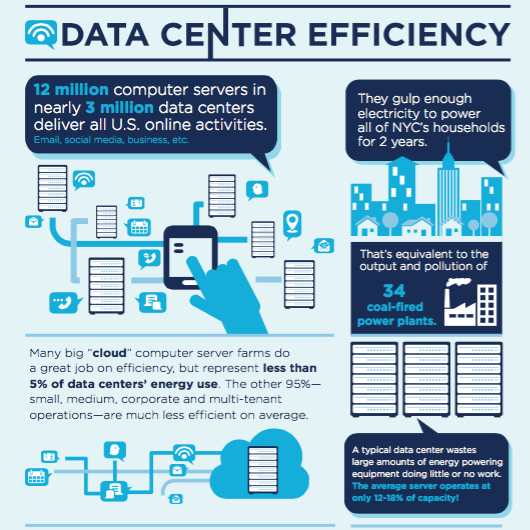 DATA CENTER EFFICIENCY
12 million computer servers in
nearly 3 million data centers
deliver all U.S. online activities.
Email, social media, business, etc.
They gulp enough
electricity to power
all of NYC's households
for 2 years.
That's equivalent to the
output and pollution of
34
coal-fired
power plants.
Many big "cloud" computer server farms do
a great job on efficiency, but represent less than
5% of data centers' energy use. The other 95%—
small, medium, corporate and multi-tenant
operations—are much less efficient on average.
A typical data center wastes
large amounts of energy powering
equipment doing little or no work.
The average server operates at
only 12-18% of capacity!